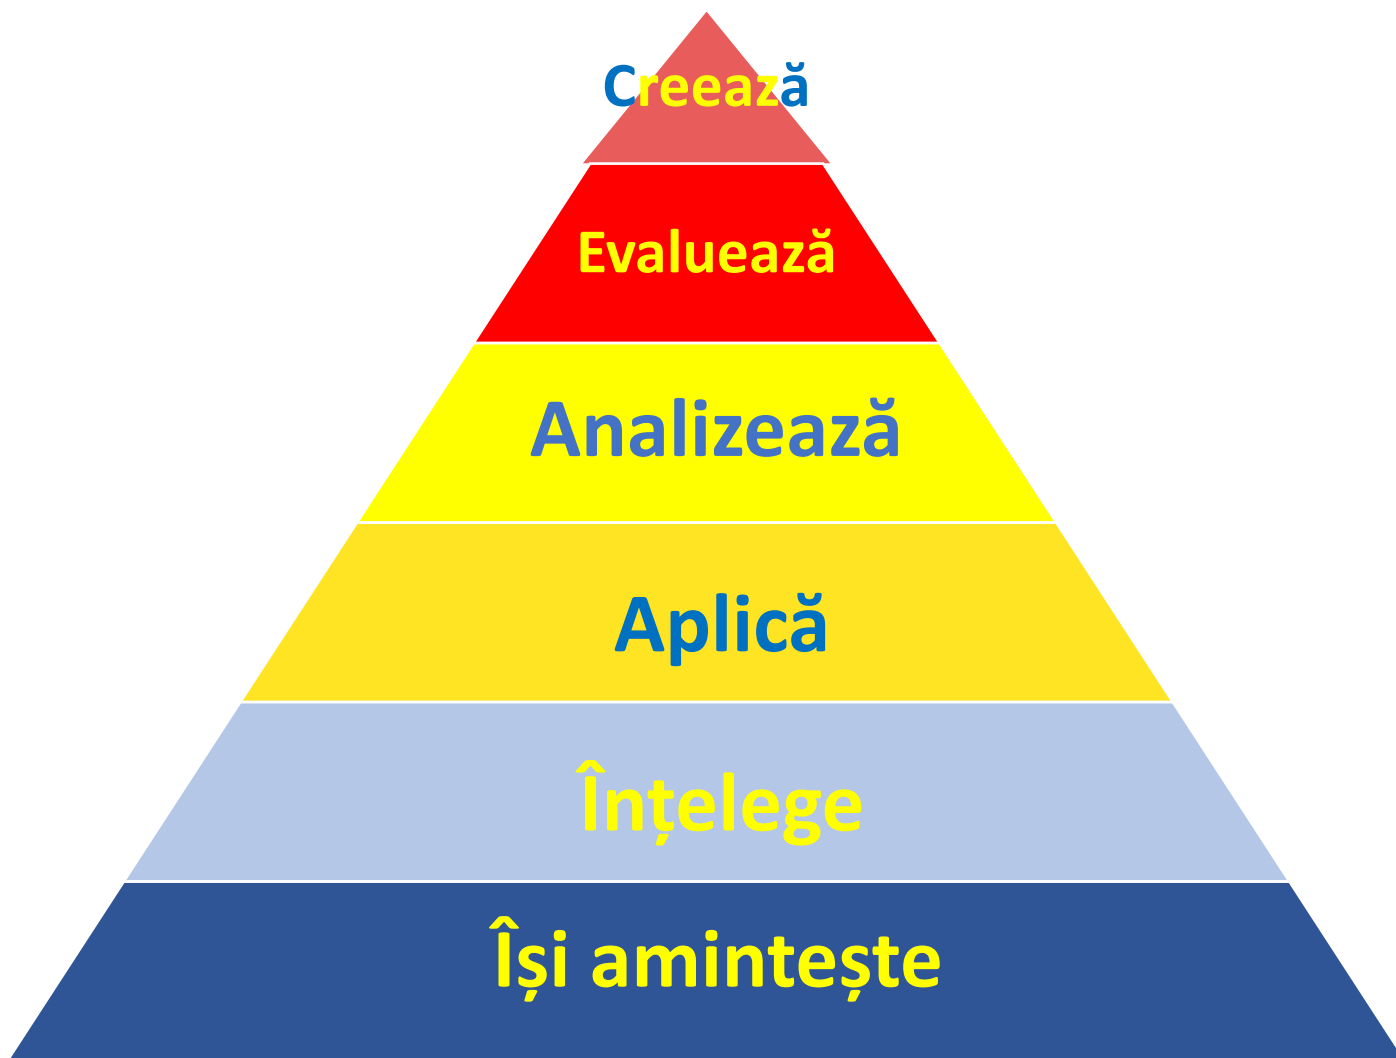 Creează
Evaluează
Analizează
Aplică
Înțelege
Își amintește